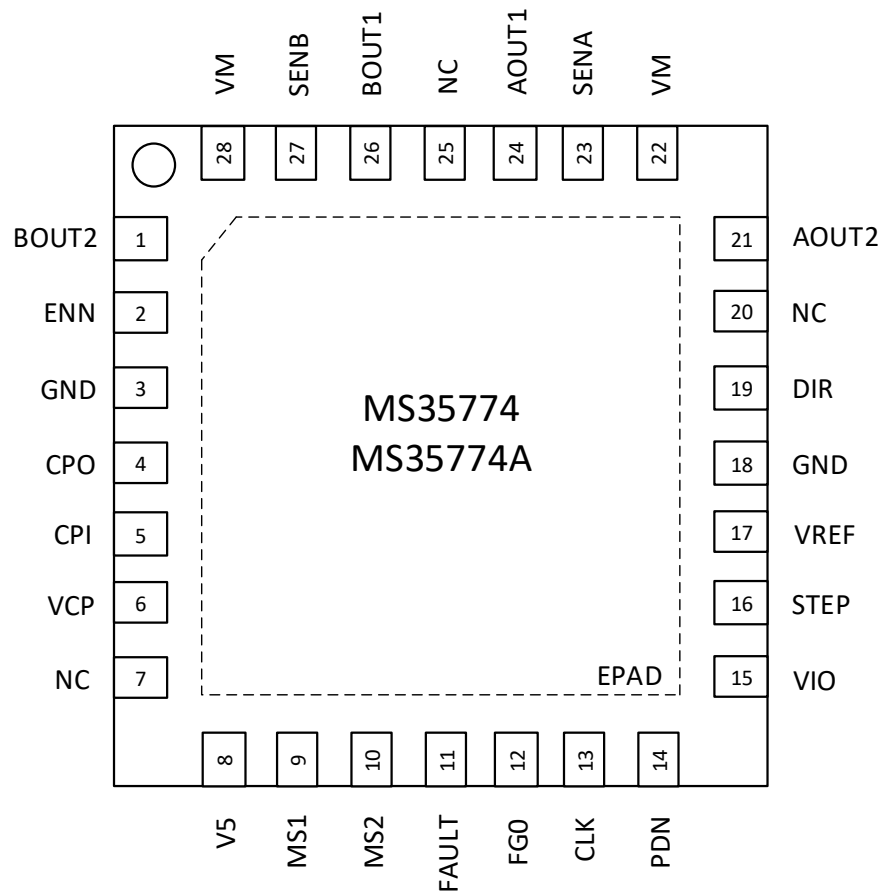 VM
SENB
BOUT1
NC
AOUT1
SENA
VM
28
27
26
25
24
23
22
BOUT2 1
21 AOUT2
ENN 2
20 NC
GND 3
19 DIR
MS35774
MS35774A
CPO 4
18 GND
CPI 5
17 VREF
VCP 6
16 STEP
NC 7
EPAD
15 VIO
8
9
10
11
12
13
14
V5
MS1
MS2
FAULT
FG0
CLK
PDN